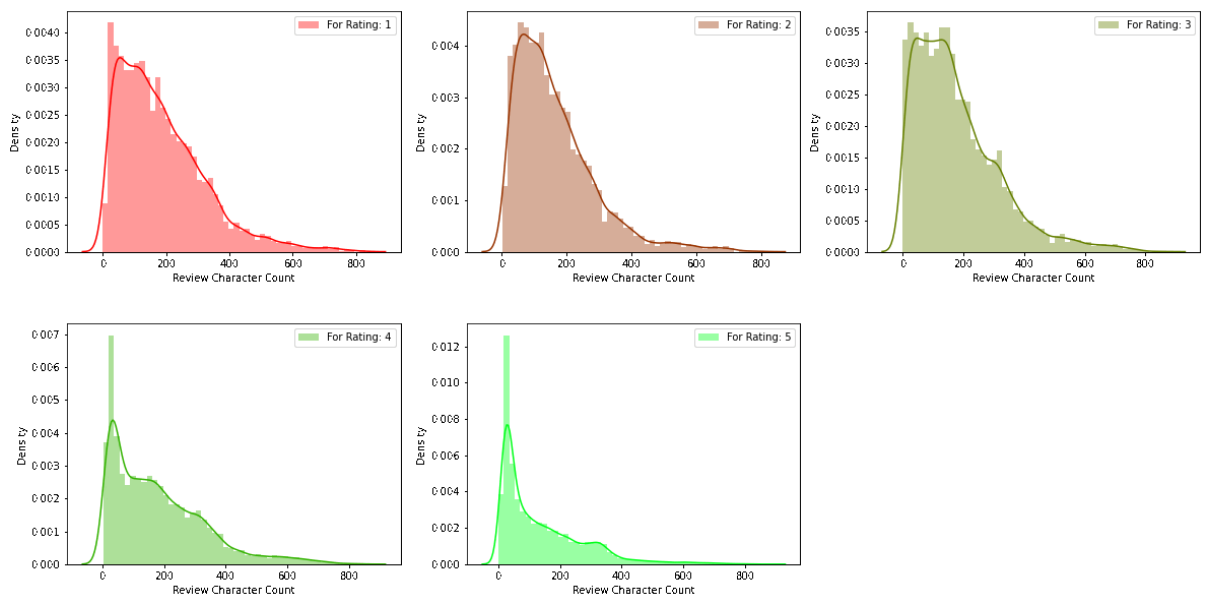 For Rating: 1
0.0040
0.0035
0.0030
0.0025
0.0020
0.0015
0.0010
0.0005
0.0000
Density
0 200 400 600 800
Review Character Count
For Rating: 2
0.004
0.003
0.002
0.001
0.000
Density
0 200 400 600 800
Review Character Count
For Rating: 3
0.0035
0.0030
0.0025
0.0020
0.0015
0.0010
0.0005
0.0000
Density
0 200 400 600 800
Review Character Count
For Rating: 4
0.007
0.006
0.005
0.004
0.003
0.002
0.001
0.000
Density
0 200 400 600 800
Review Character Count
For Rating: 5
0.012
0.010
0.008
0.006
0.004
0.002
0.000
Density
0 200 400 600 800
Review Character Count